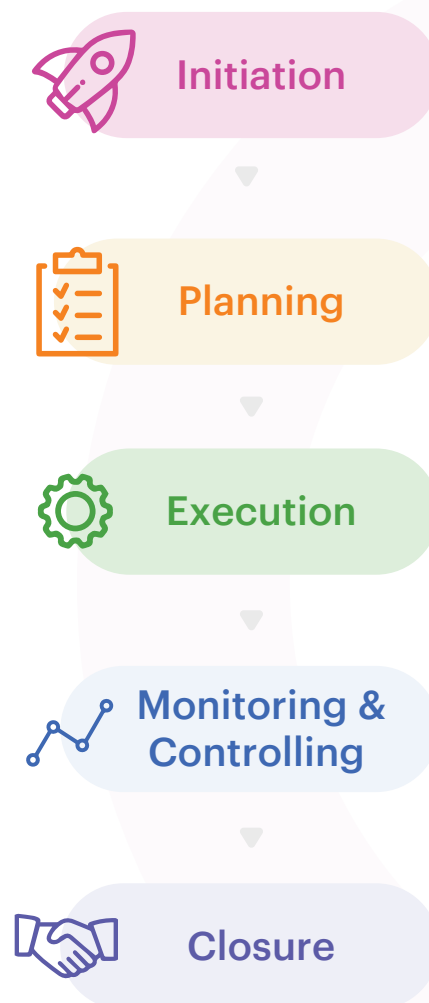 Initiation
Planning
Execution
Monitoring &
Controlling
Closure